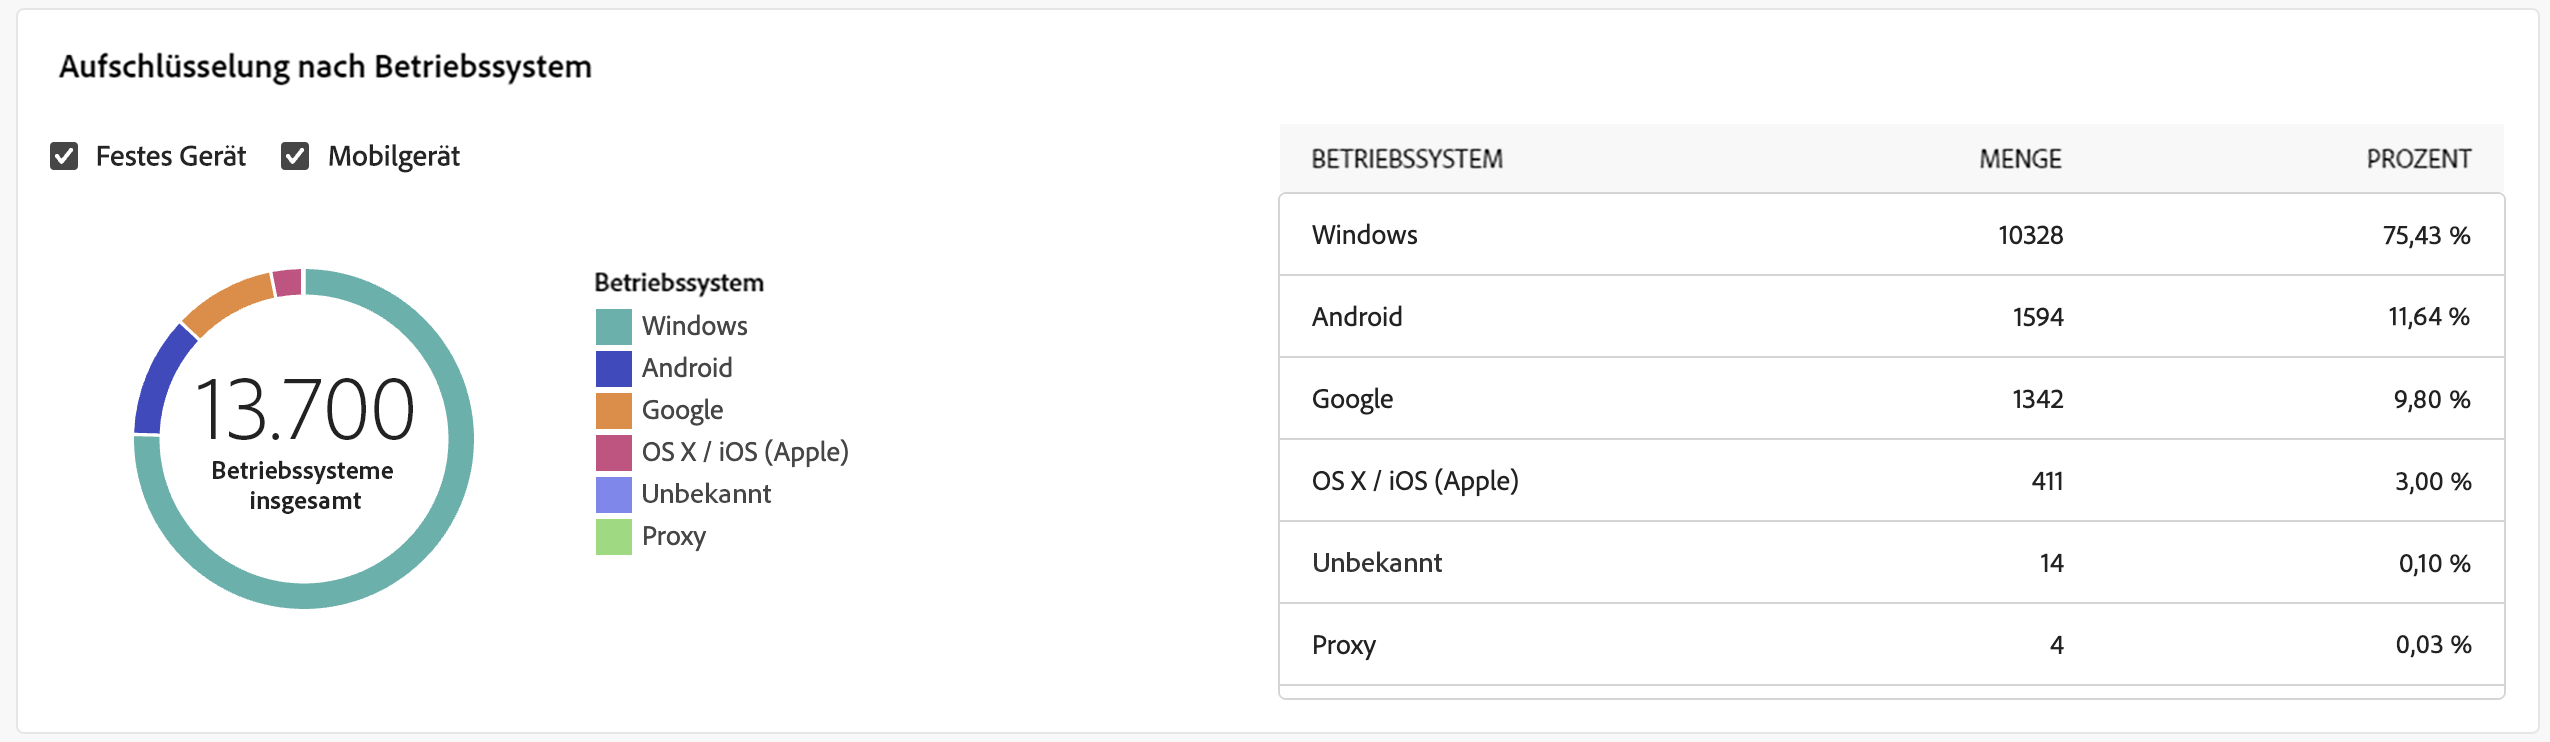 Aufschlüsselung nach Betriebssystem
Festes Gerät Mobilgerät
13.700
Betriebssysteme
insgesamt
Betriebssystem
Windows
Android
Google
OS X / iOS (Apple)
Unbekannt
Proxy
BETRIEBSSYSTEM MENGE PROZENT
Windows 10328 75,43 %
Android 1594 11,64 %
Google 1342 9,80 %
OS X / iOS (Apple) 411 3,00 %
Unbekannt 14 0,10 %
Proxy 4 0,03 %